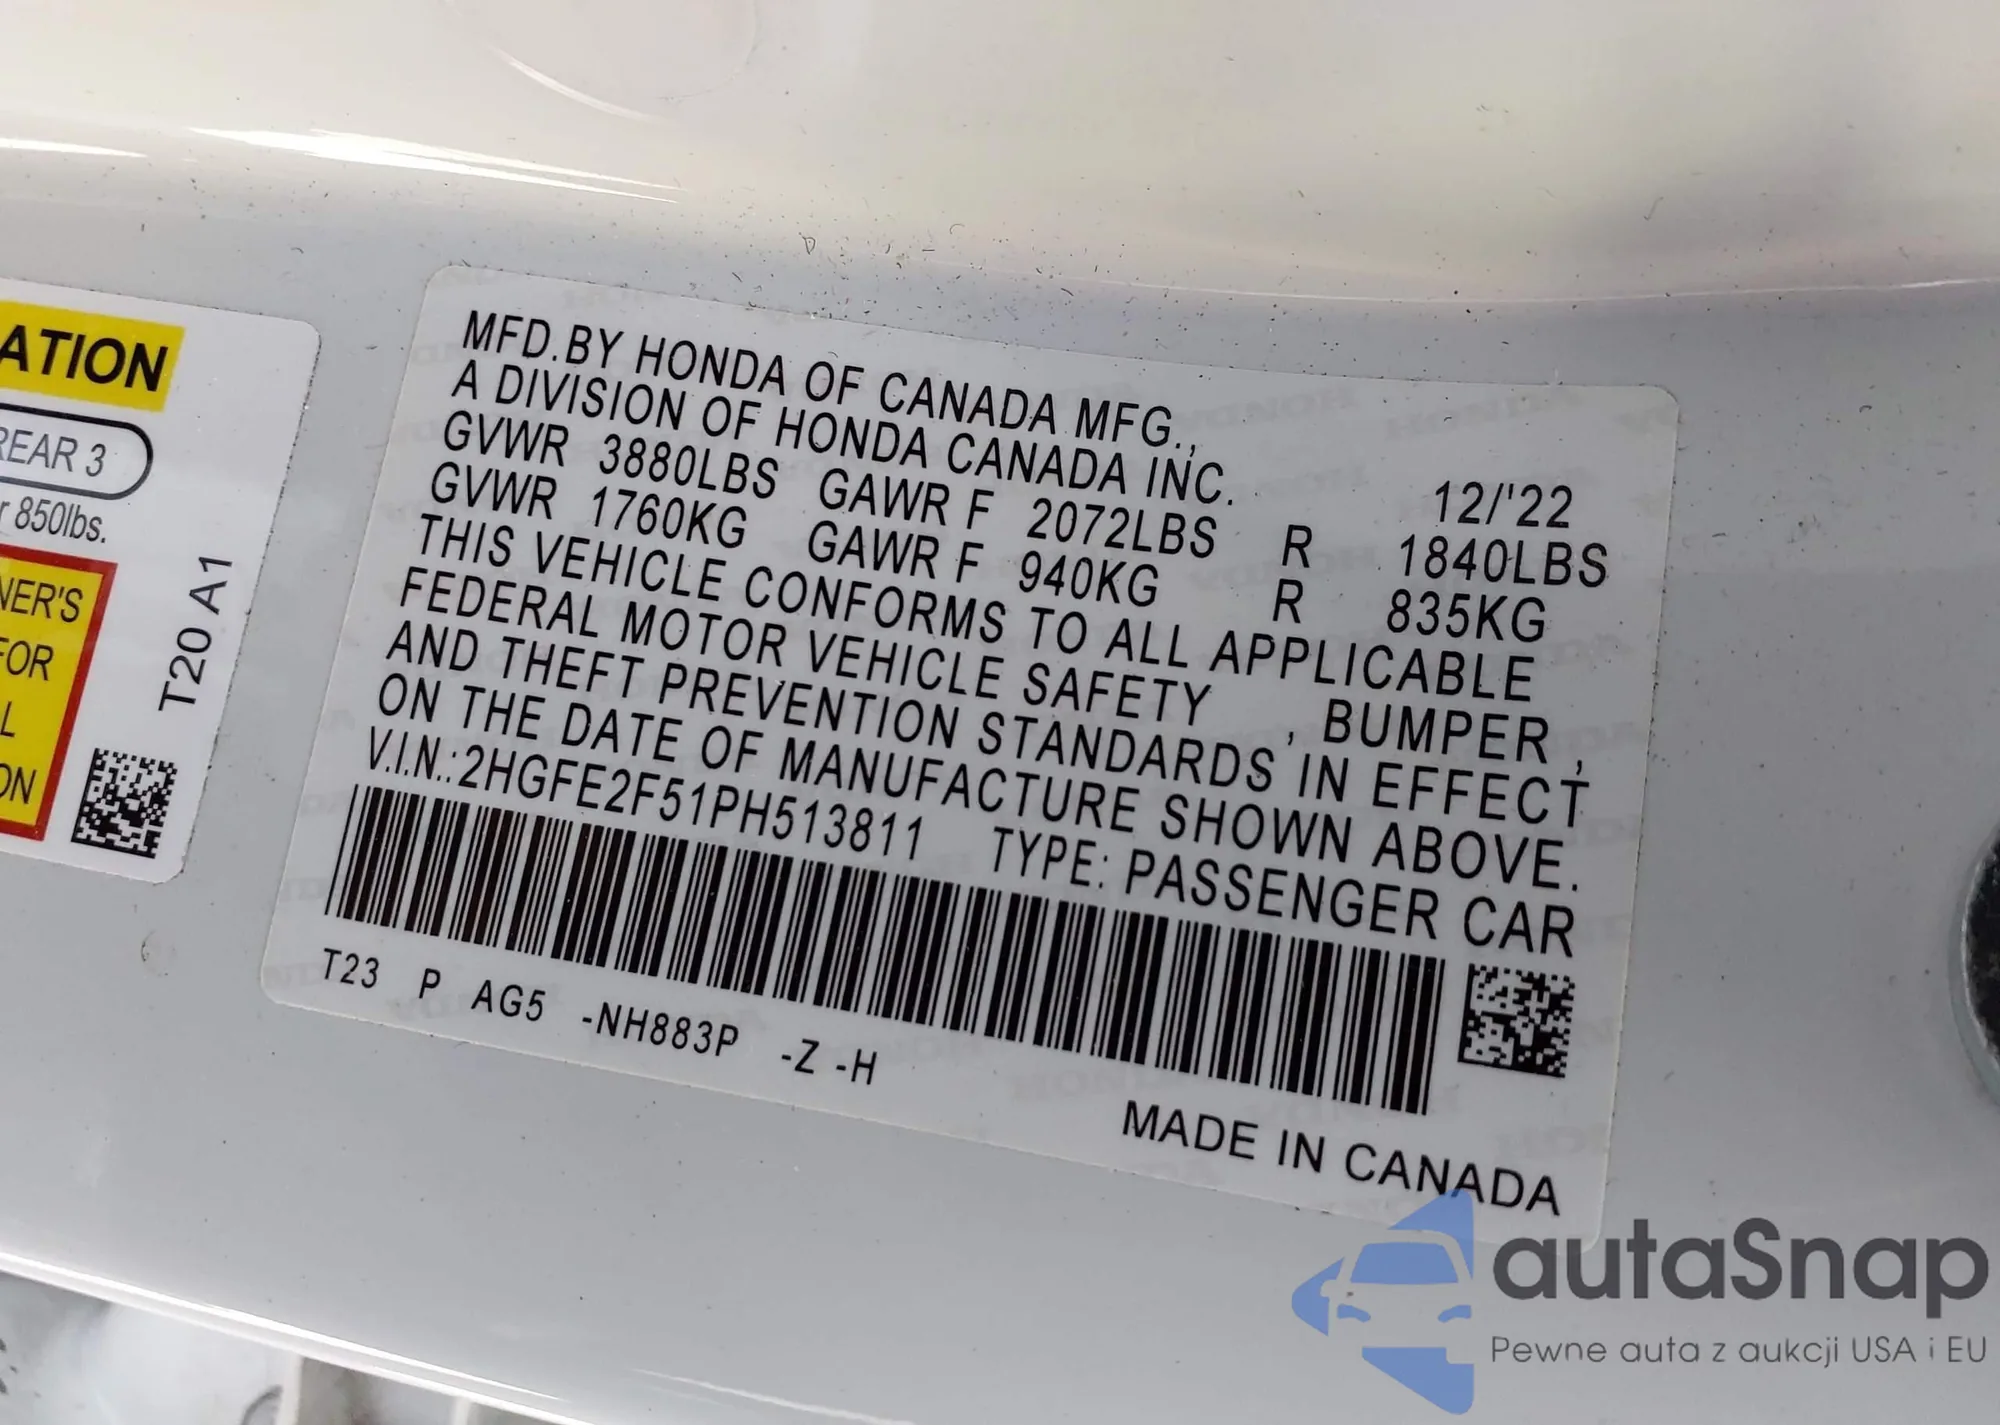 ATION
REAR 3
r 850lbs.
NER'S
FOR
L
ON
T20 A1
MFD.BY HONDA OF CANADA MFG.,
A DIVISION OF HONDA CANADA INC. 12/'22
GVWR 3880LBS GAWR F 2072LBS R 1840LBS
GVWR 1760KG GAWR F 940KG R 835KG
THIS VEHICLE CONFORMS TO ALL APPLICABLE
FEDERAL MOTOR VEHICLE SAFETY , BUMPER ,
AND THEFT PREVENTION STANDARDS IN EFFECT
ON THE DATE OF MANUFACTURE SHOWN ABOVE.
V.I.N.:2HGFE2F51PH513811 TYPE: PASSENGER CAR
T23 P AG5 -NH883P -Z -H
MADE IN CANADA
autaSnap
Pewne auta z aukcji USA i EU